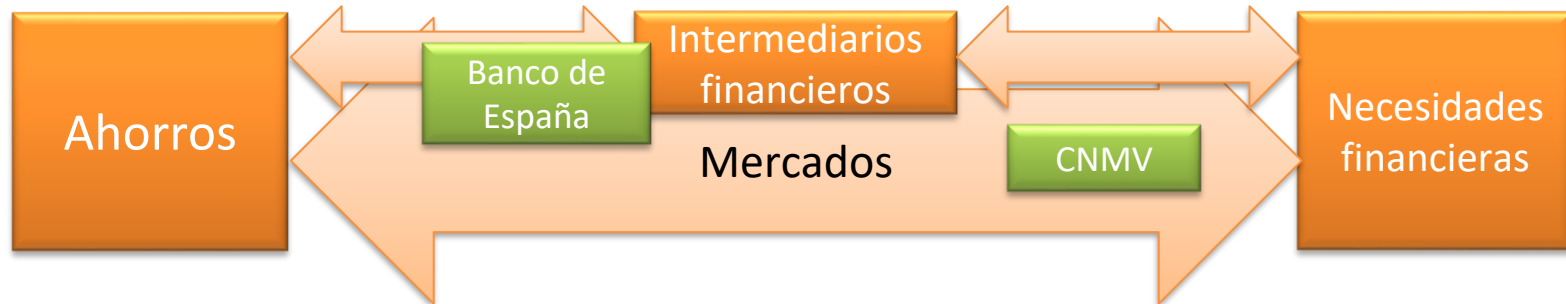 Ahorros
Banco de
España
Intermediarios
financieros
Mercados
CNMV
Necesidades
financieras